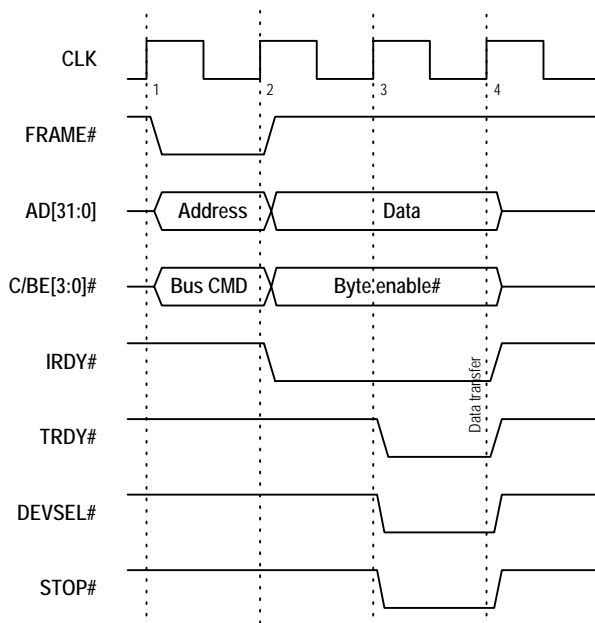 CLK
1 2 3 4
FRAME#
AD[31:0] Address Data
C/BE[3:0]# Bus CMD Byte enable#
IRDY#
Data transfer
TRDY#
DEVSEL#
STOP#